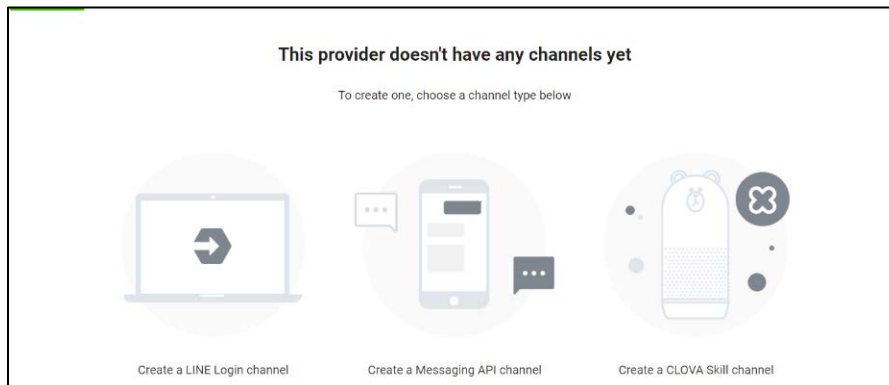 This provider doesn't have any channels yet
To create one, choose a channel type below
Create a LINE Login channel
Create a Messaging API channel
Create a CLOVA Skill channel